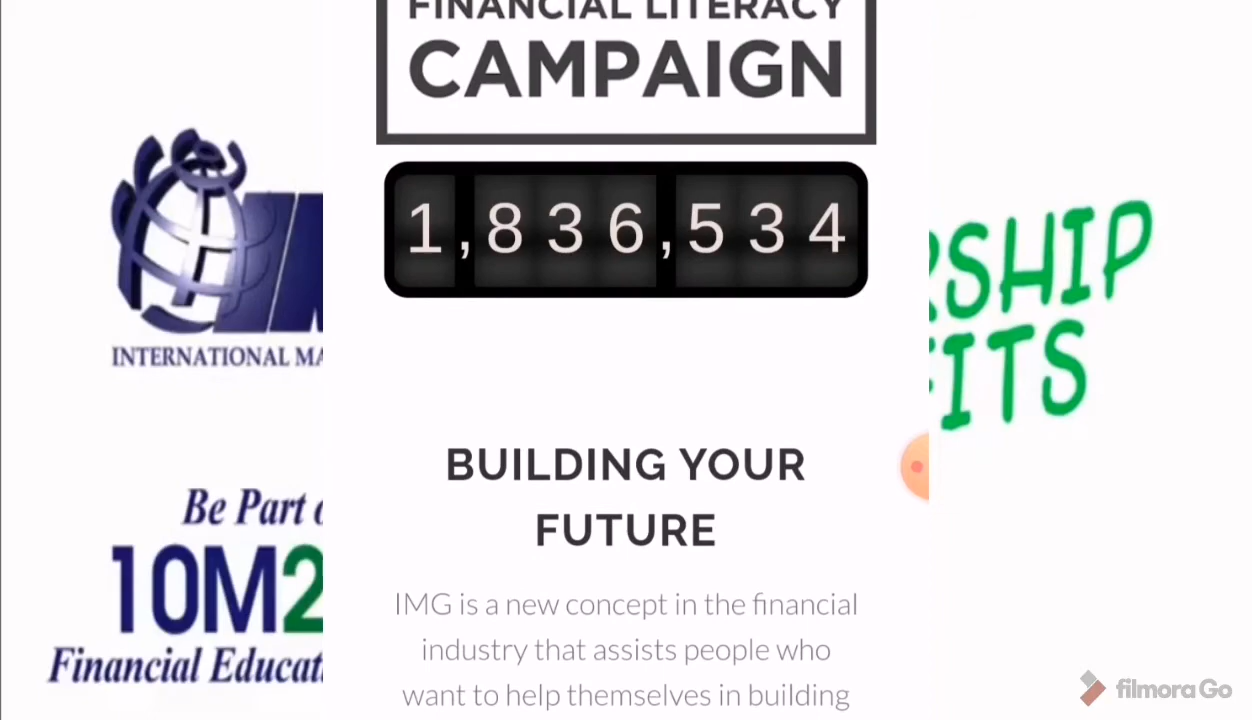 FINANCIAL LITERACY
CAMPAIGN
1,836,534
INTERNATIONAL MA
RSHIP
FITS
BUILDING YOUR
FUTURE
Be Part o
10M2
Financial Educat
IMG is a new concept in the financial
industry that assists people who
want to help themselves in building
filmora Go